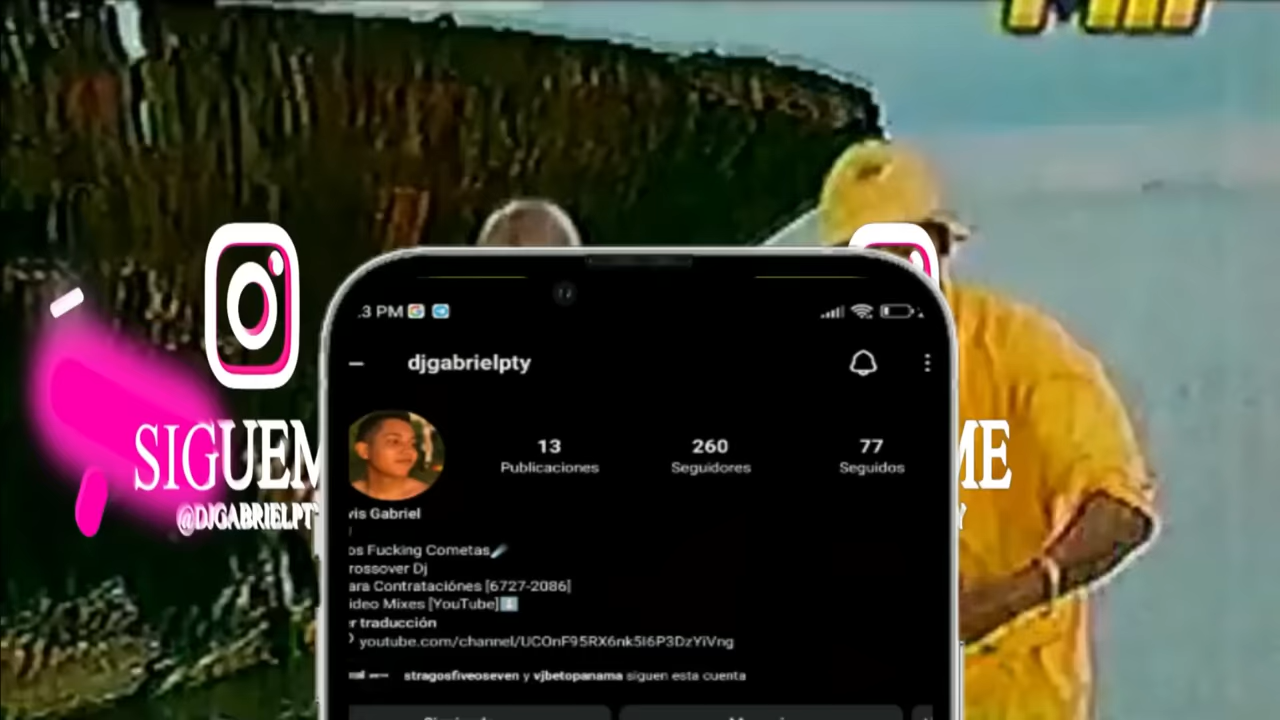 .3 PM
djgabrielpty
13
260
77
Publicaciones
Seguidores
Seguidos
vis Gabriel
os Fucking Cometas
rossover Dj
ara Contrataciónes [6727-2086]
ideo Mixes [YouTube]
er traducción
youtube.com/channel/UCOnF95RX6nk5I6P3DzYiVng
stragosfiveoseven y vjbetopanama siguen esta cuenta
SIGUEM
ME
@DJGABRIELPT
Y